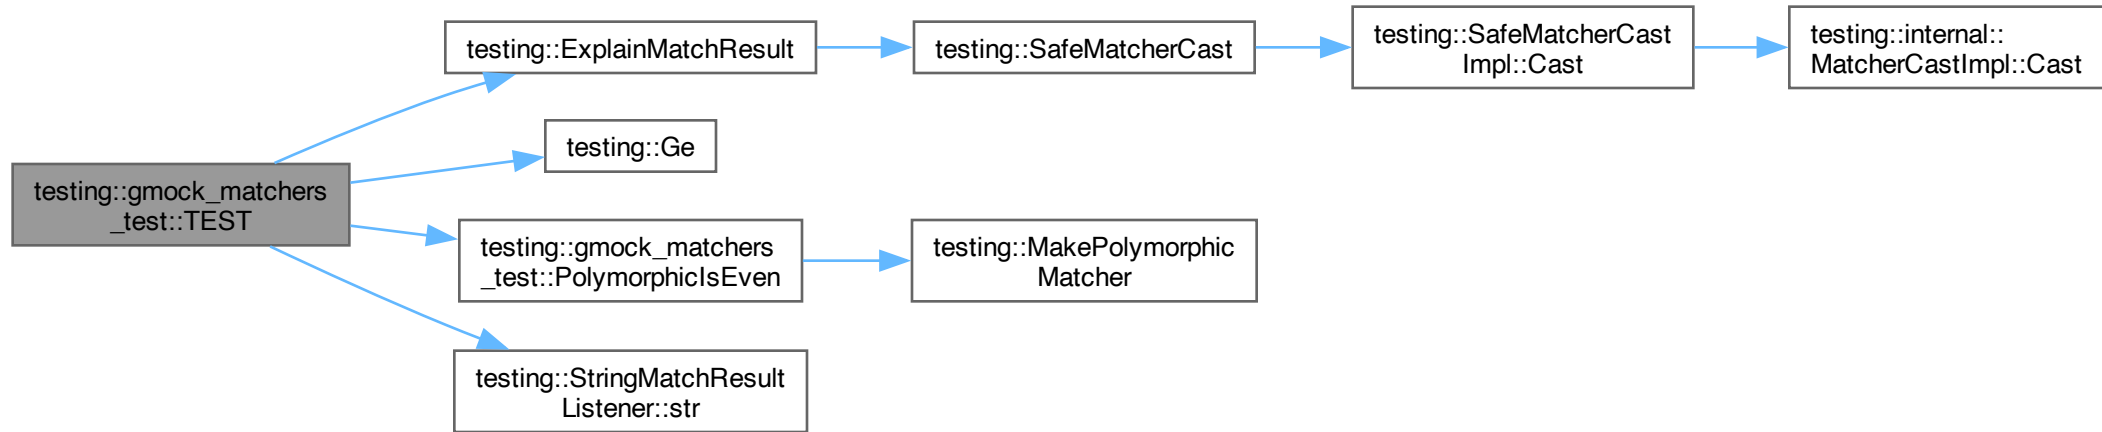 testing::ExplainMatchResult
testing::SafeMatcherCast
testing::SafeMatcherCast
Impl::Cast
testing::internal::
MatcherCastImpl::Cast
testing::Ge
testing::gmock_matchers
_test::TEST
testing::gmock_matchers
_test::PolymorphicIsEven
testing::MakePolymorphic
Matcher
testing::StringMatchResult
Listener::str